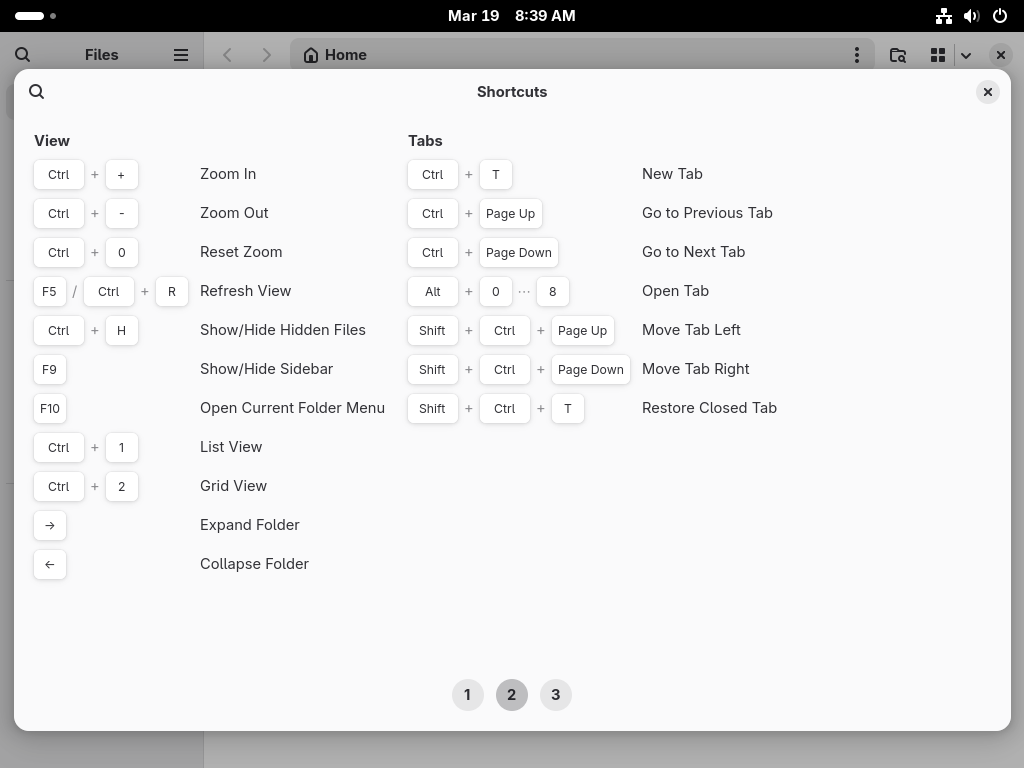 Mar 19 8:39 AM
Files
Home
Shortcuts
View
Ctrl + + Zoom In
Ctrl + - Zoom Out
Ctrl + 0 Reset Zoom
F5 / Ctrl + R Refresh View
Ctrl + H Show/Hide Hidden Files
F9 Show/Hide Sidebar
F10 Open Current Folder Menu
Ctrl + 1 List View
Ctrl + 2 Grid View
→ Expand Folder
← Collapse Folder
Tabs
Ctrl + T New Tab
Ctrl + Page Up Go to Previous Tab
Ctrl + Page Down Go to Next Tab
Alt + 0 ⋯ 8 Open Tab
Shift + Ctrl + Page Up Move Tab Left
Shift + Ctrl + Page Down Move Tab Right
Shift + Ctrl + T Restore Closed Tab
1 2 3